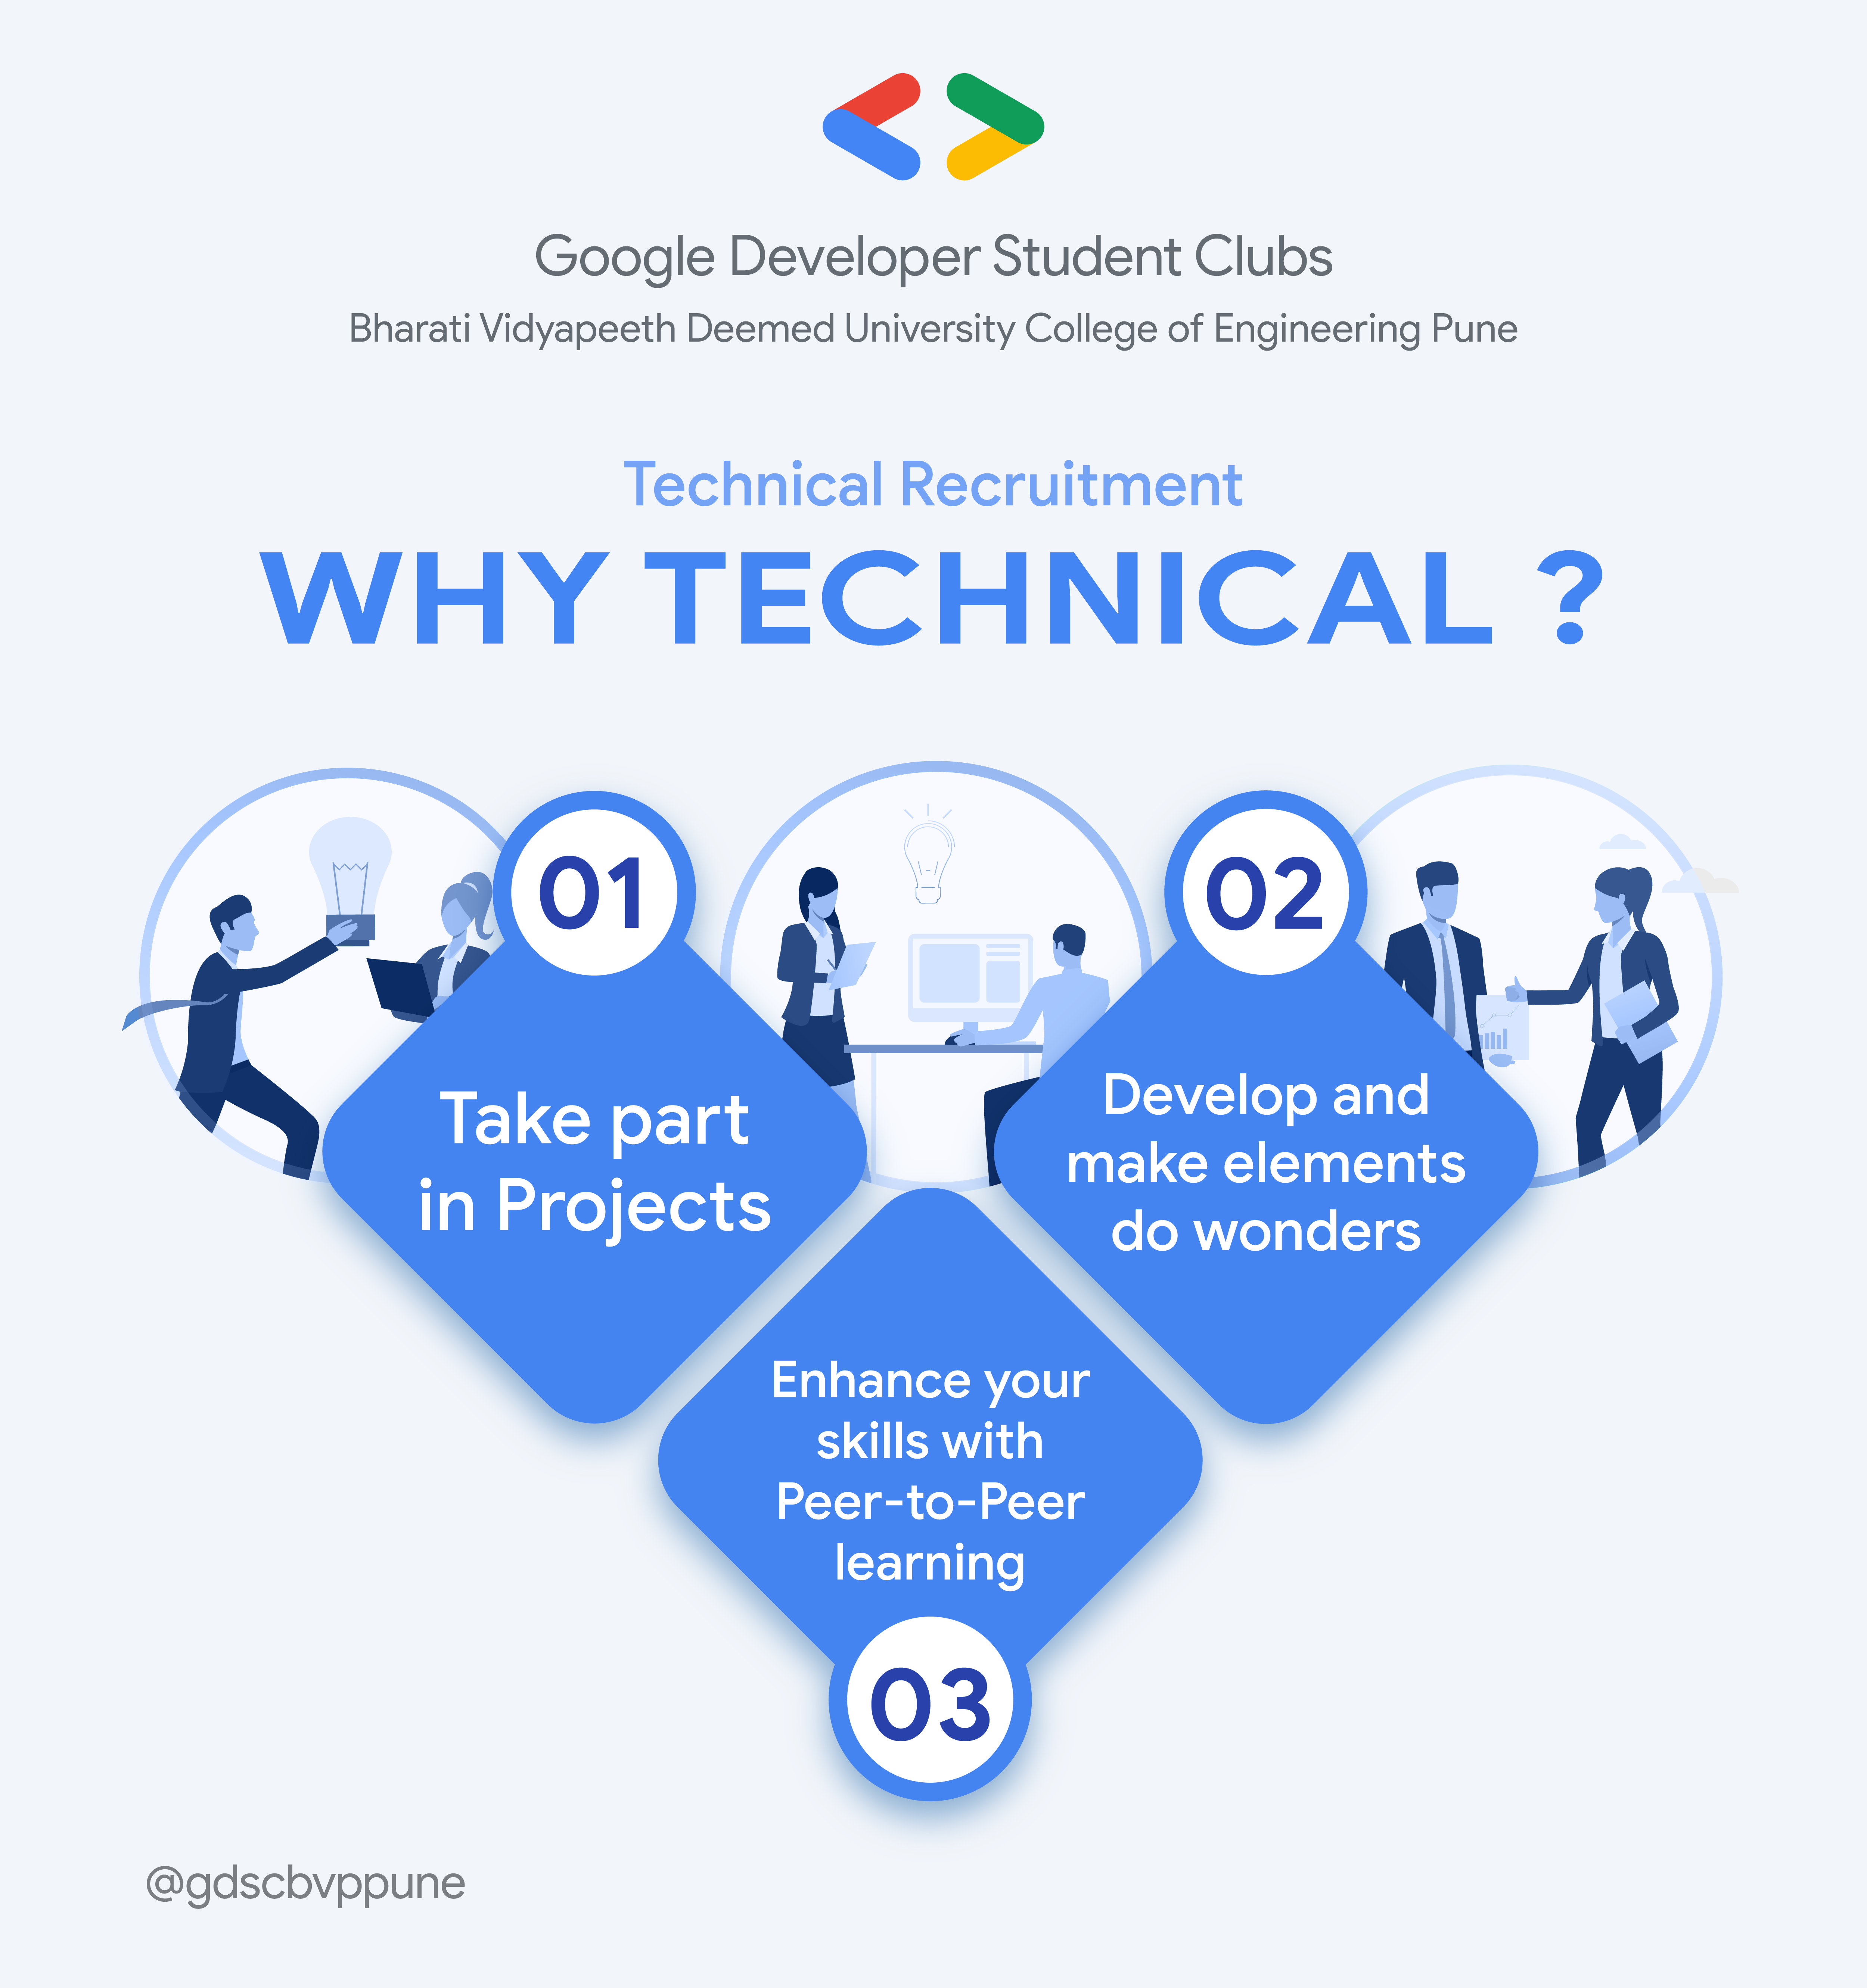 Google Developer Student Clubs
Bharati Vidyapeeth Deemed University College of Engineering Pune
Technical Recruitment
WHY TECHNICAL ?
01
Take part
in Projects
02
Develop and
make elements
do wonders
Enhance your
skills with
Peer-to-Peer
learning
03
@gdscbvppune